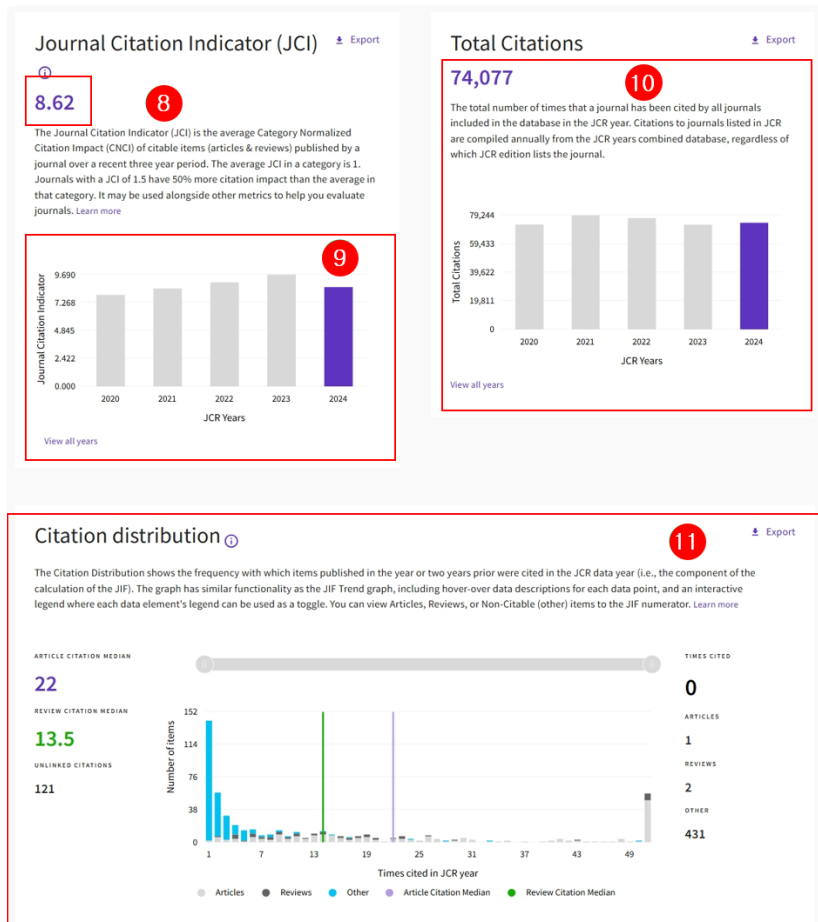 Journal Citation Indicator (JCI)
Export
8.62
8
The Journal Citation Indicator (JCI) is the average Category Normalized
Citation Impact (CNCI) of citable items (articles & reviews) published by a
journal over a recent three year period. The average JCI in a category is 1.
Journals with a JCI of 1.5 have 50% more citation impact than the average in
that category. It may be used alongside other metrics to help you evaluate
journals. Learn more
9
Journal Citation Indicator
9.690
7.268
4.845
2.422
0.000
2020 2021 2022 2023 2024
JCR Years
View all years
Total Citations
Export
74,077
10
The total number of times that a journal has been cited by all journals
included in the database in the JCR year. Citations to journals listed in JCR
are compiled annually from the JCR years combined database, regardless of
which JCR edition lists the journal.
Total Citations
79,244
59,433
39,622
19,811
0
2020 2021 2022 2023 2024
JCR Years
View all years
Citation distribution
11
Export
The Citation Distribution shows the frequency with which items published in the year or two years prior were cited in the JCR data year (i.e., the component of the
calculation of the JIF). The graph has similar functionality as the JIF Trend graph, including hover-over data descriptions for each data point, and an interactive
legend where each data element's legend can be used as a toggle. You can view Articles, Reviews, or Non-Citable (other) items to the JIF numerator. Learn more
ARTICLE CITATION MEDIAN
22
REVIEW CITATION MEDIAN
13.5
UNLINKED CITATIONS
121
Number of items
152
114
76
38
0
1 7 13 19 25 31 37 43 49
Times cited in JCR year
Articles Reviews Other Article Citation Median Review Citation Median
TIMES CITED
0
ARTICLES
1
REVIEWS
2
OTHER
431